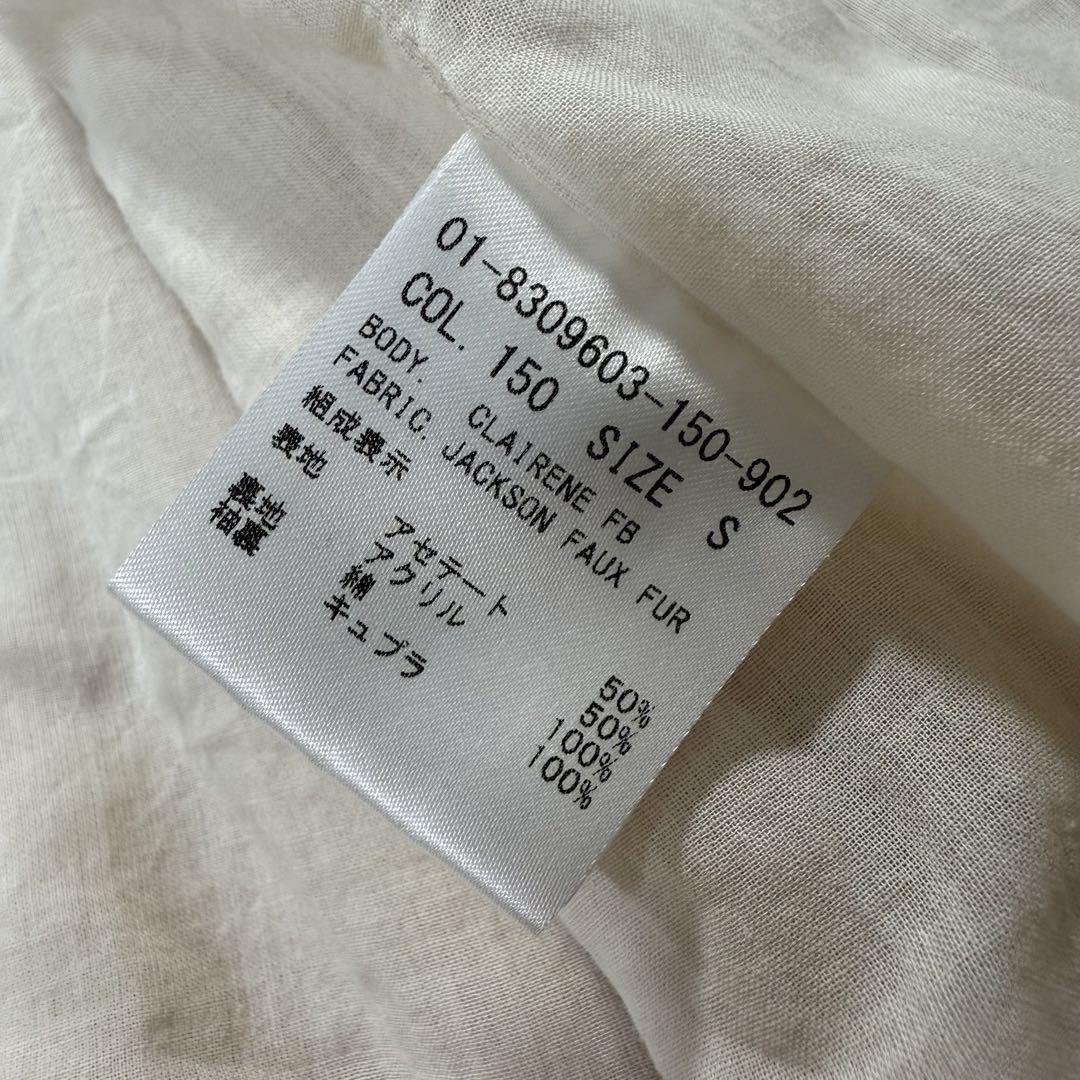 01-8309603-150-902
COL. 150 SIZE S
BODY. CLAIRENE FB
FABRIC. JACKSON FAUX FUR
組成表示
表地 アセテート 50%
アクリル 50%
裏地 綿 100%
袖裏 キュプラ 100%